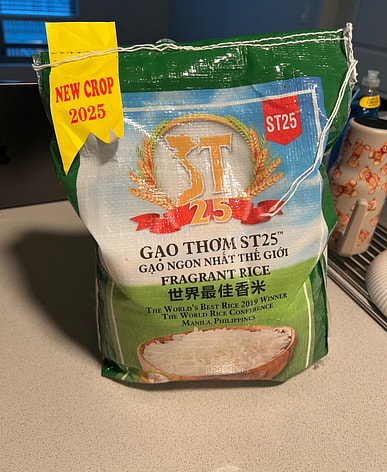 NEW CROP
2025
ST25
ST
25
GẠO THƠM ST25™
GẠO NGON NHẤT THẾ GIỚI
FRAGRANT RICE
世界最佳香米
THE WORLD'S BEST RICE 2019 WINNER
THE WORLD RICE CONFERENCE
MANILA, PHILIPPINES